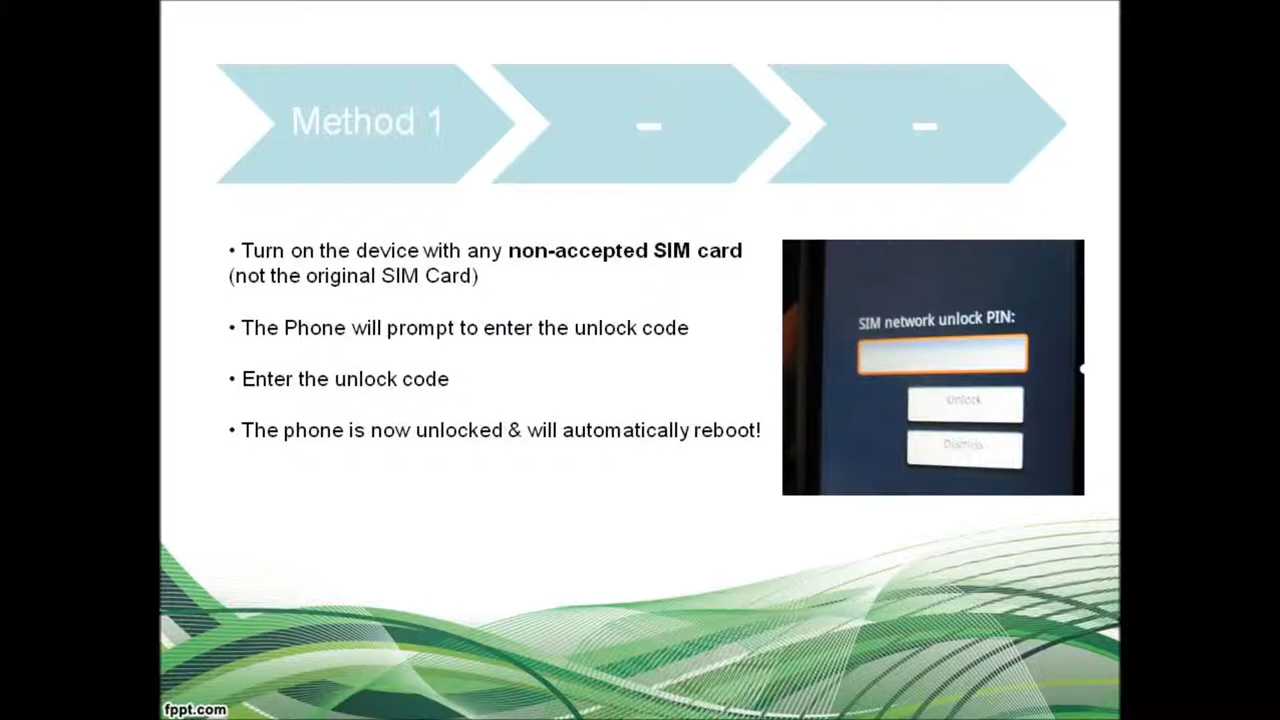 Method 1
-
-
• Turn on the device with any non-accepted SIM card
(not the original SIM Card)
• The Phone will prompt to enter the unlock code
• Enter the unlock code
• The phone is now unlocked & will automatically reboot!
SIM network unlock PIN:
Unlock
Dismiss
fppt.com